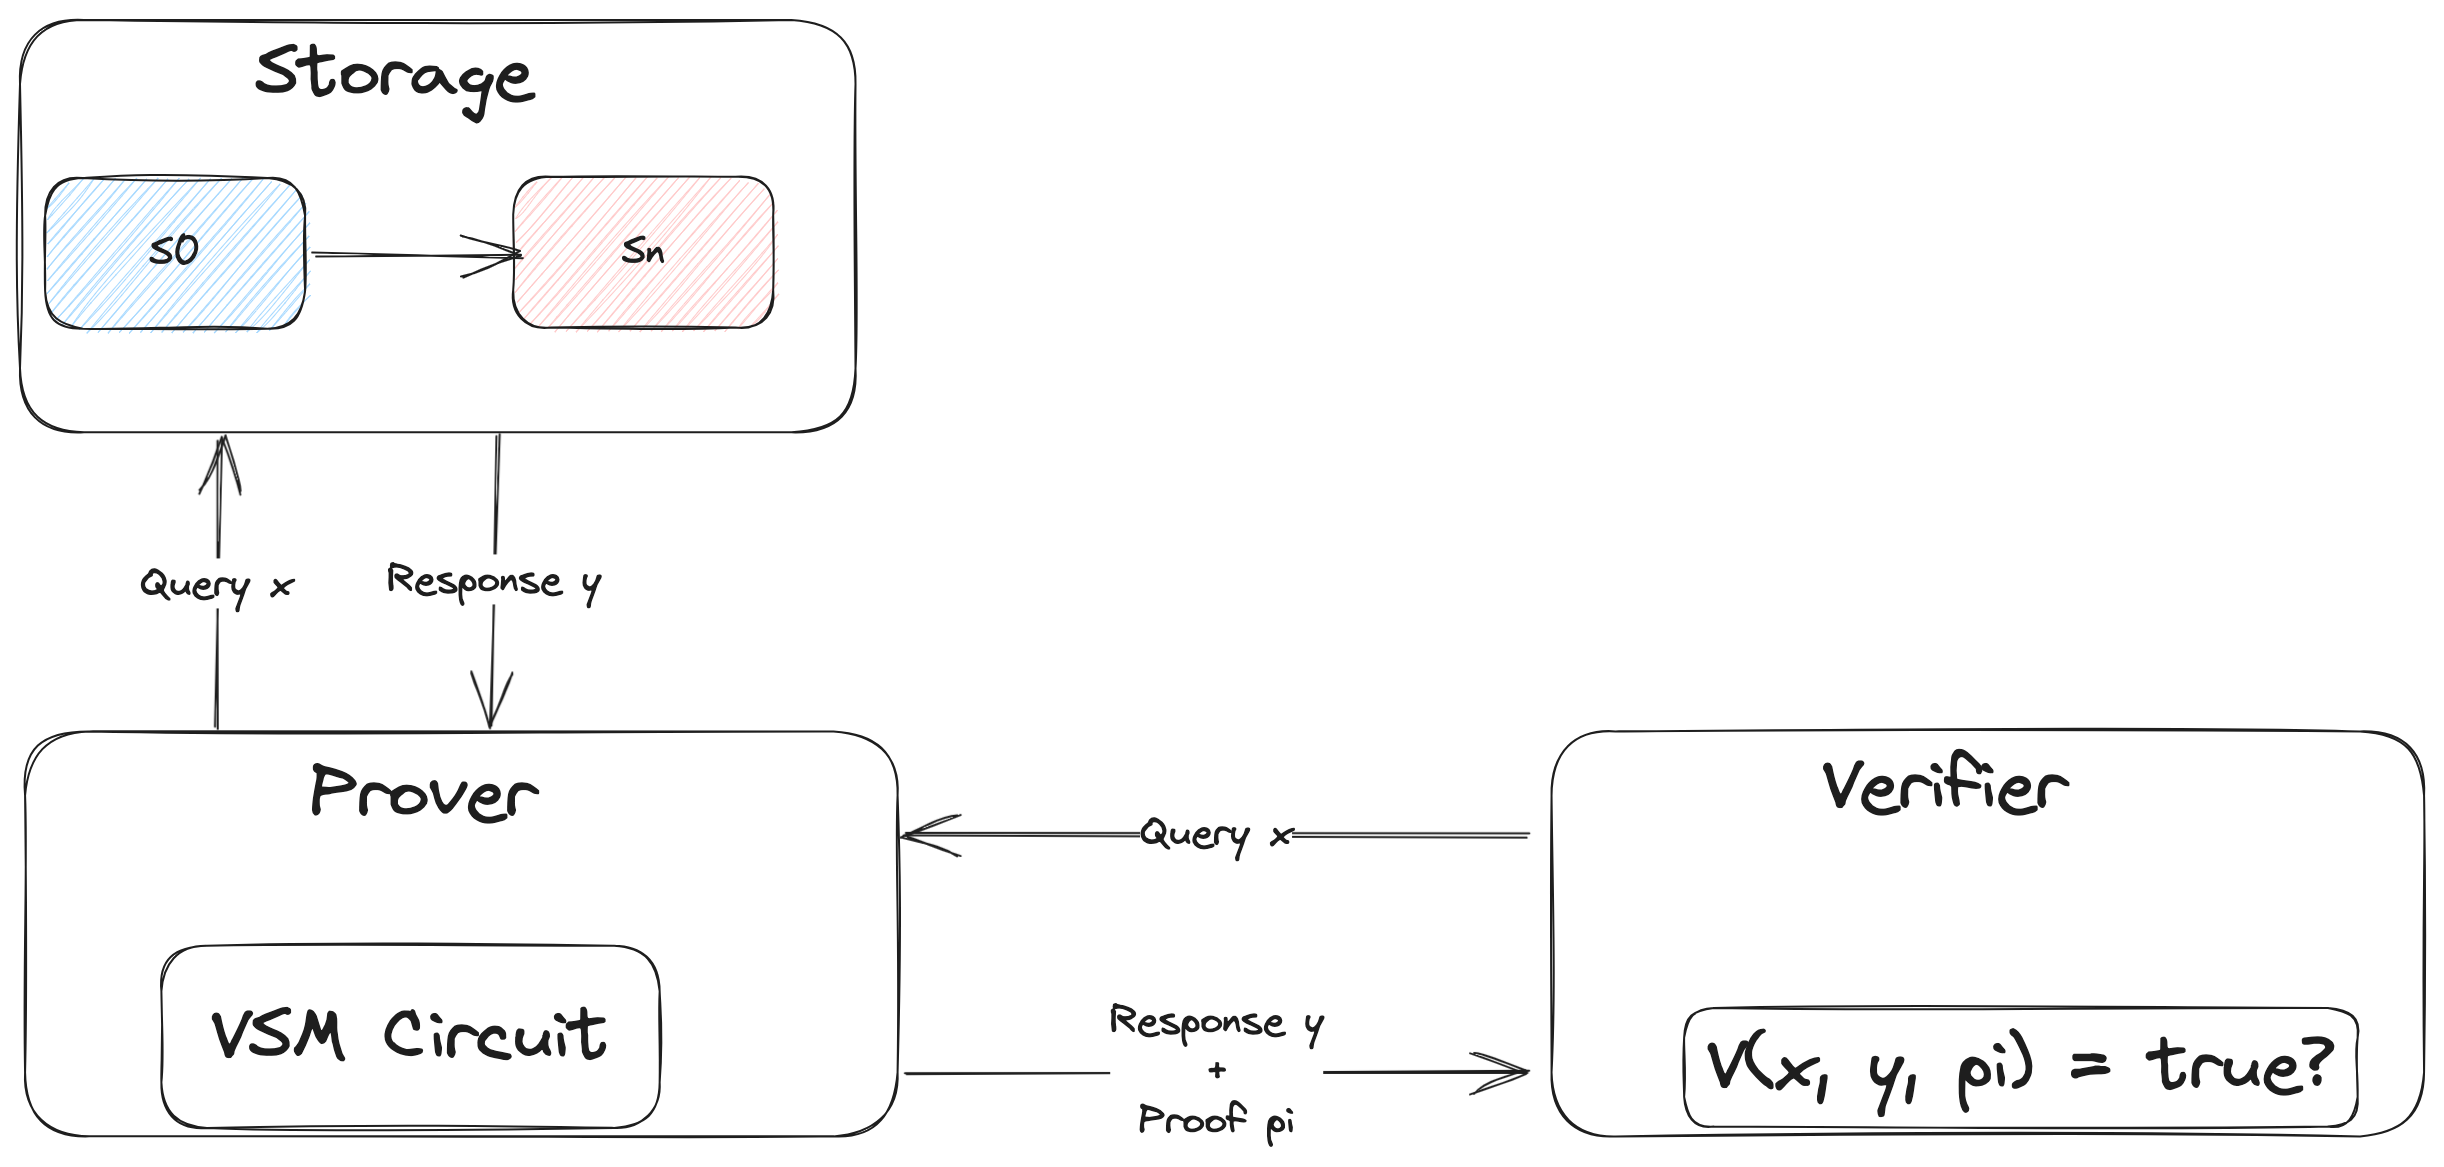 Storage
S0
Sn
Query x
Response y
Prover
Verifier
Query x
VSM Circuit
Response y
+
Proof pi
V(x, y, pi) = true?